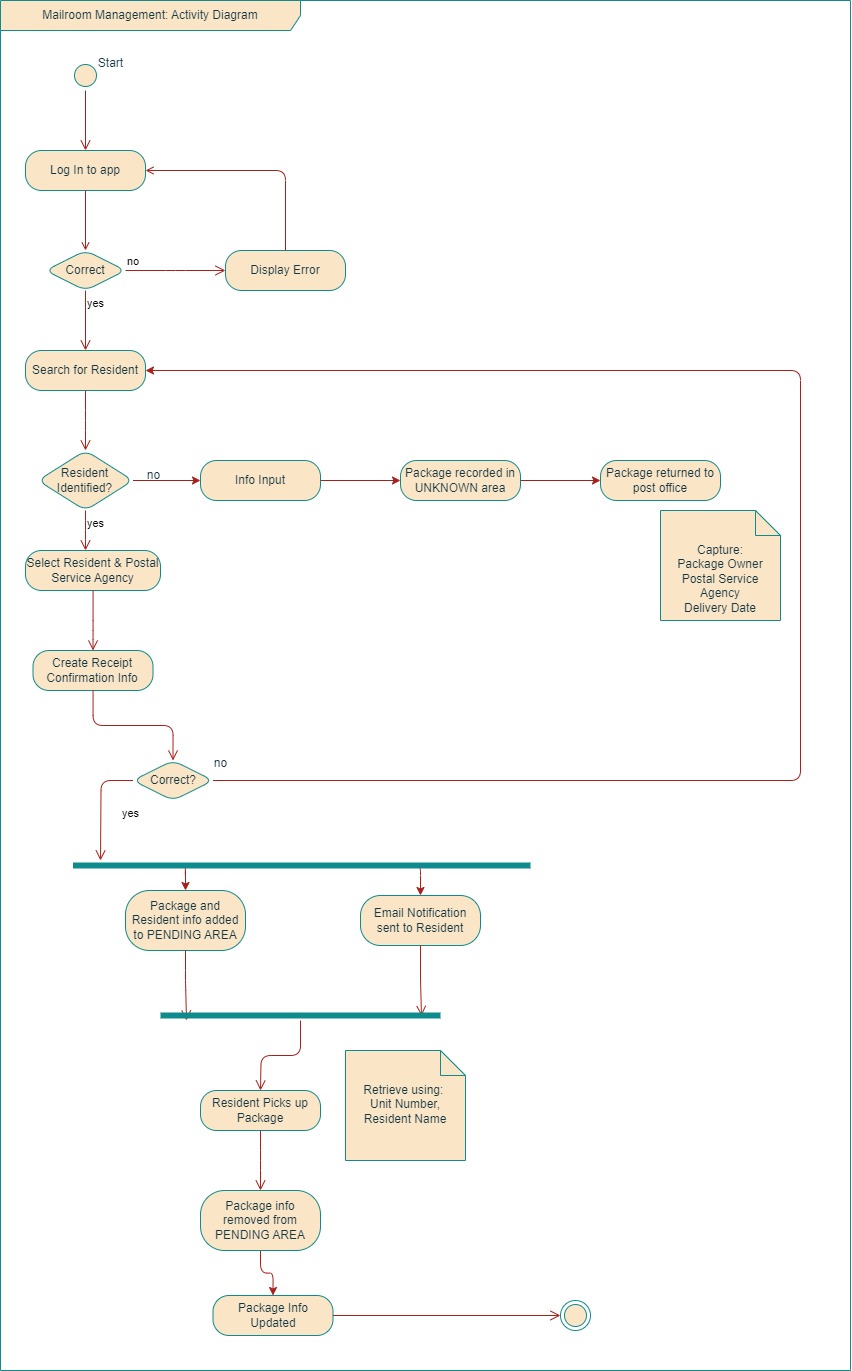 Mailroom Management: Activity Diagram
Start
Log In to app
Correct
no
Display Error
yes
Search for Resident
Resident
Identified?
no
Info Input
Package recorded in
UNKNOWN area
Package returned to
post office
yes
Select Resident & Postal
Service Agency
Capture:
Package Owner
Postal Service
Agency
Delivery Date
Create Receipt
Confirmation Info
Correct?
no
yes
Package and
Resident info added
to PENDING AREA
Email Notification
sent to Resident
Resident Picks up
Package
Retrieve using:
Unit Number,
Resident Name
Package info
removed from
PENDING AREA
Package Info
Updated